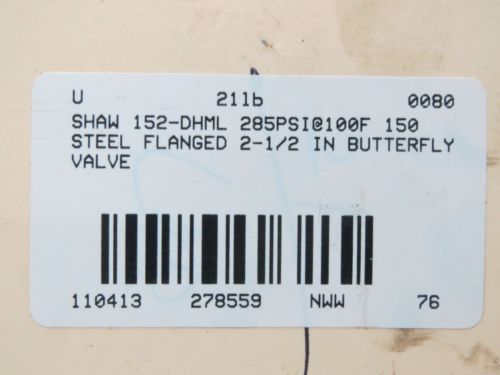 U 21lb 0080
SHAW 152-DHML 285PSI@100F 150
STEEL FLANGED 2-1/2 IN BUTTERFLY
VALVE
110413 278559 NWW 76